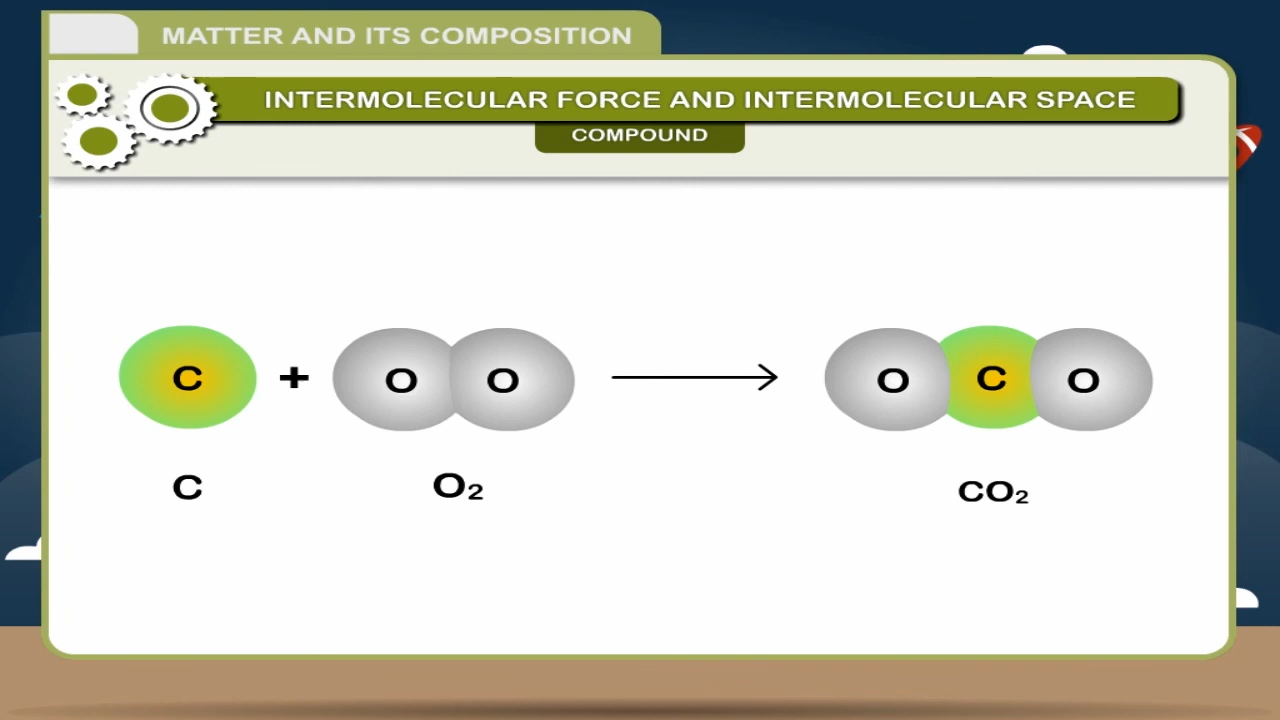 MATTER AND ITS COMPOSITION
INTERMOLECULAR FORCE AND INTERMOLECULAR SPACE
COMPOUND
C + O O O C O
C O₂ CO₂